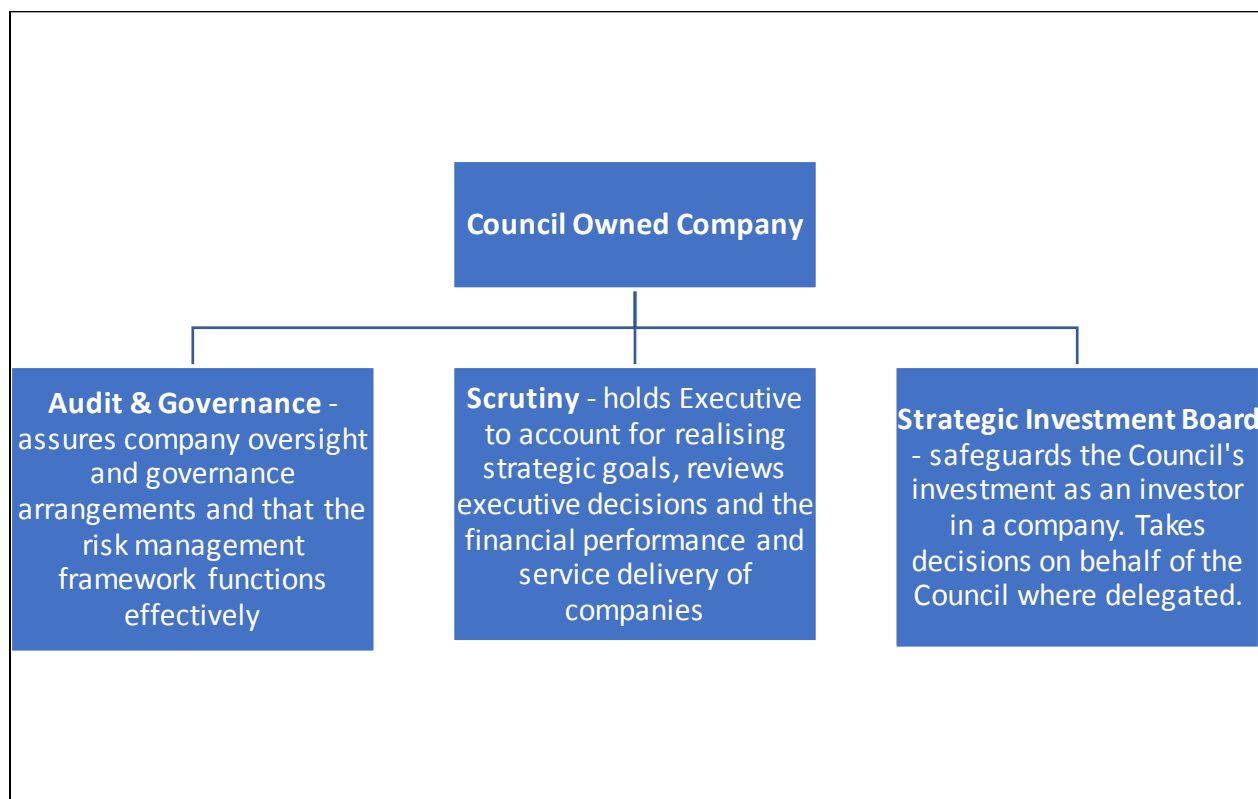 Council Owned Company
Audit & Governance -
assures company oversight
and governance
arrangements and that the
risk management
framework functions
effectively
Scrutiny - holds Executive
to account for realising
strategic goals, reviews
executive decisions and the
financial performance and
service delivery of
companies
Strategic Investment Board
- safeguards the Council's
investment as an investor
in a company. Takes
decisions on behalf of the
Council where delegated.